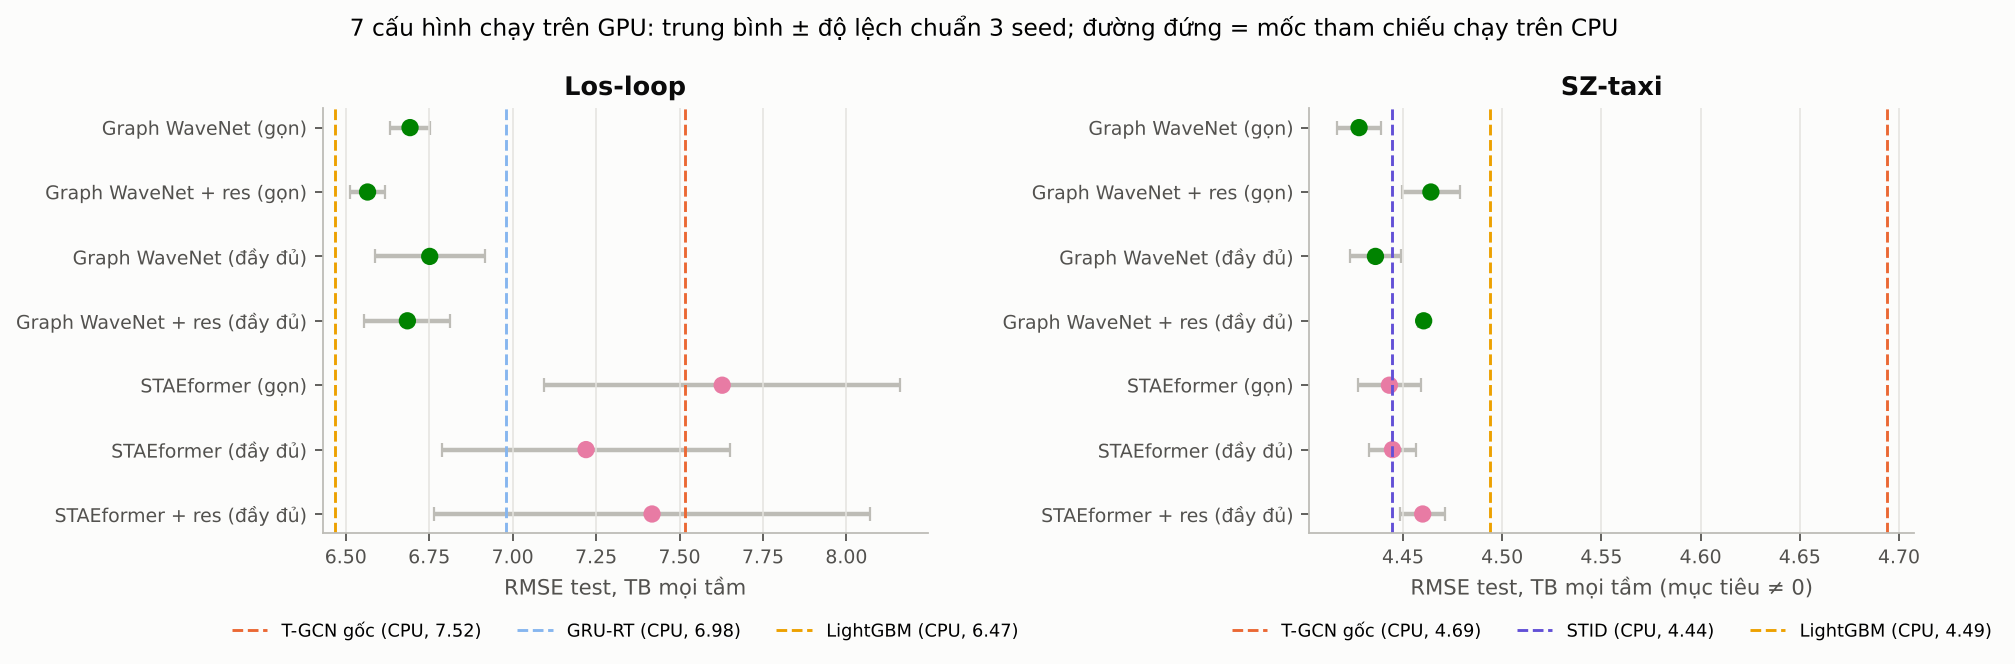 7 cấu hình chạy trên GPU: trung bình ± độ lệch chuẩn 3 seed; đường đứng = mốc tham chiếu chạy trên CPU
Los-loop
Graph WaveNet (gọn)
Graph WaveNet + res (gọn)
Graph WaveNet (đầy đủ)
Graph WaveNet + res (đầy đủ)
STAEformer (gọn)
STAEformer (đầy đủ)
STAEformer + res (đầy đủ)
6.50 6.75 7.00 7.25 7.50 7.75 8.00
RMSE test, TB mọi tầm
T-GCN gốc (CPU, 7.52) GRU-RT (CPU, 6.98) LightGBM (CPU, 6.47)
SZ-taxi
Graph WaveNet (gọn)
Graph WaveNet + res (gọn)
Graph WaveNet (đầy đủ)
Graph WaveNet + res (đầy đủ)
STAEformer (gọn)
STAEformer (đầy đủ)
STAEformer + res (đầy đủ)
4.45 4.50 4.55 4.60 4.65 4.70
RMSE test, TB mọi tầm (mục tiêu ≠ 0)
T-GCN gốc (CPU, 4.69) STID (CPU, 4.44) LightGBM (CPU, 4.49)